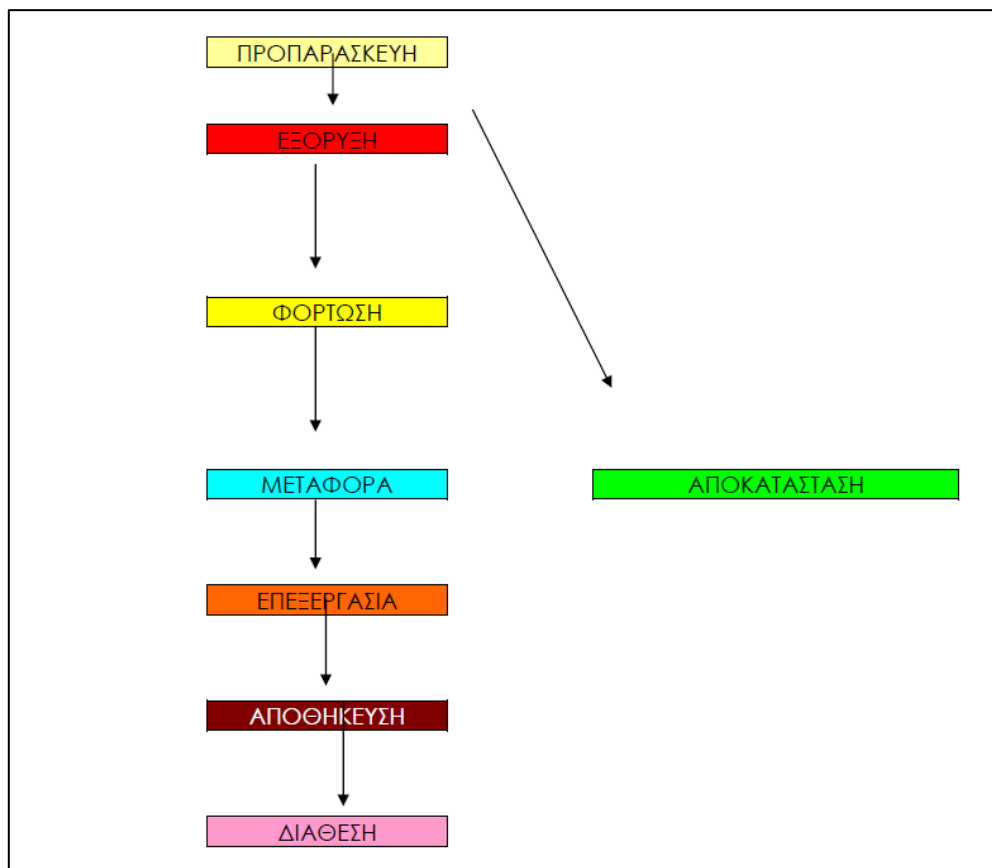 ΠΡΟΠΑΡΑΣΚΕΥΗ
ΕΞΟΡΥΞΗ
ΦΟΡΤΩΣΗ
ΜΕΤΑΦΟΡΑ
ΑΠΟΚΑΤΑΣΤΑΣΗ
ΕΠΕΞΕΡΓΑΣΙΑ
ΑΠΟΘΗΚΕΥΣΗ
ΔΙΑΘΕΣΗ